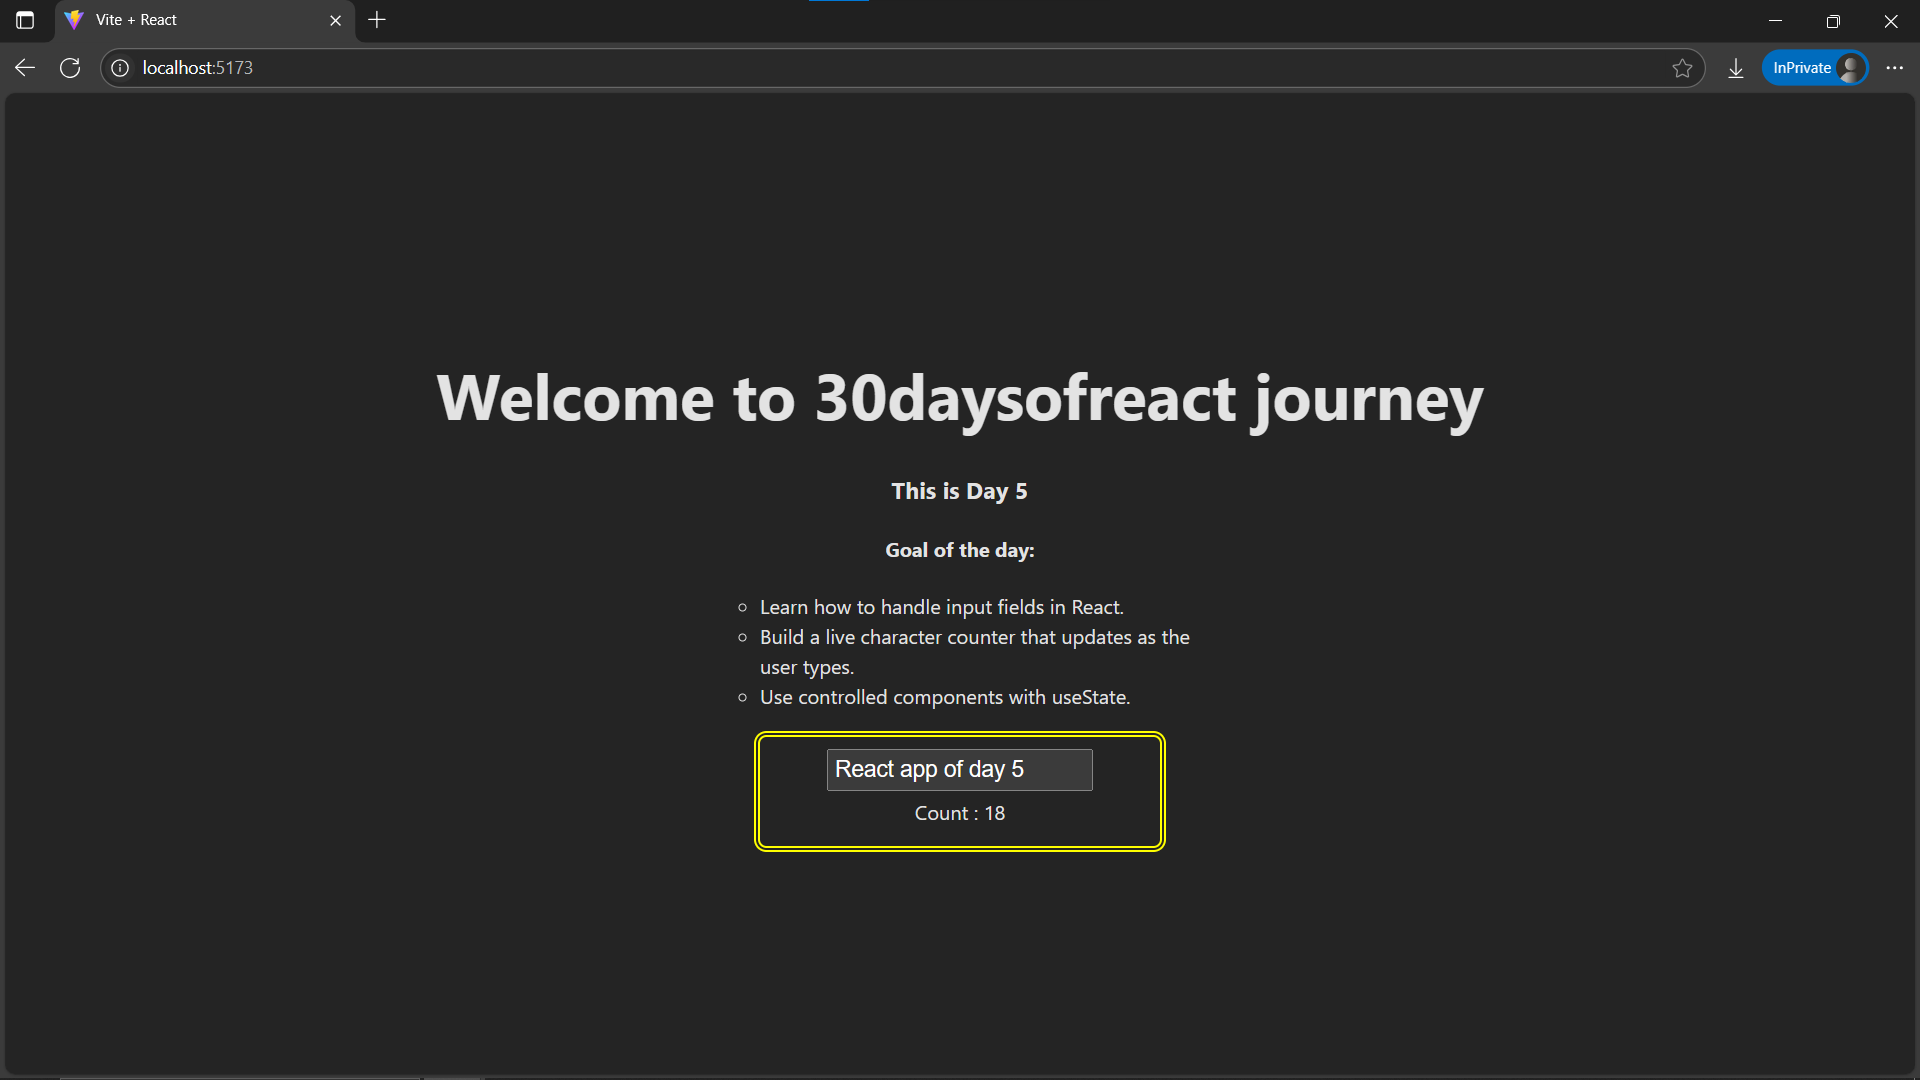 Vite + React
localhost:5173
InPrivate
Welcome to 30daysofreact journey
This is Day 5
Goal of the day:
Learn how to handle input fields in React.
Build a live character counter that updates as the
user types.
Use controlled components with useState.
React app of day 5
Count : 18